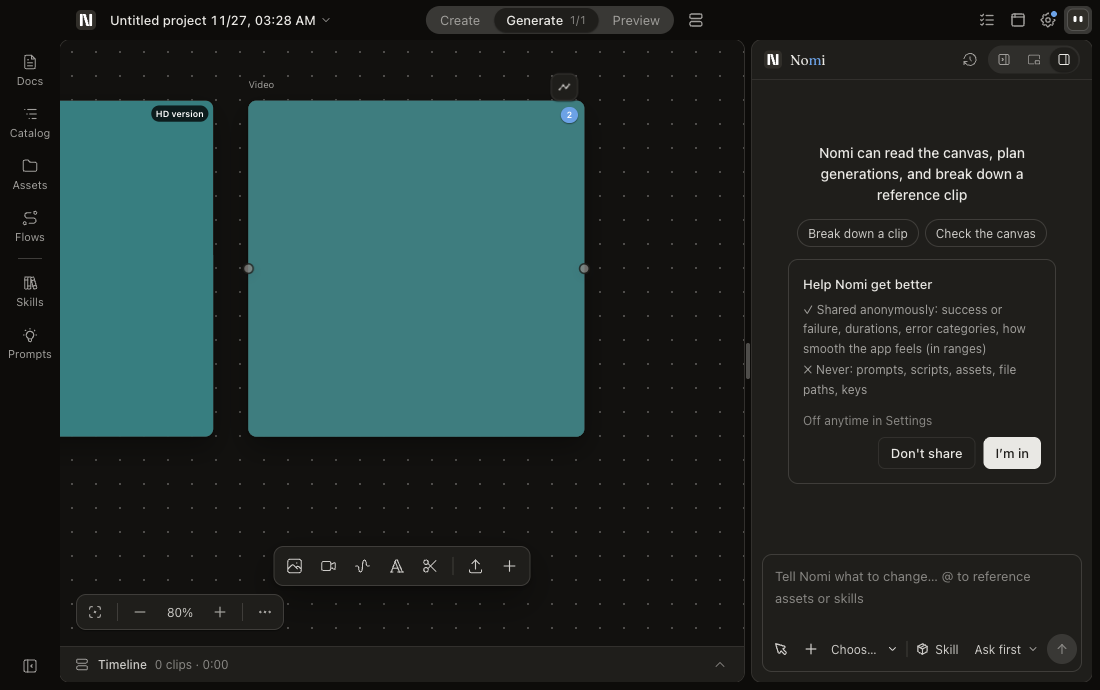 Untitled project 11/27, 03:28 AM
Create
Generate 1/1
Preview
Docs
Catalog
Assets
Flows
Skills
Prompts
HD version
Video
2
80%
Timeline 0 clips · 0:00
Nomi
Nomi can read the canvas, plan
generations, and break down a
reference clip
Break down a clip
Check the canvas
Help Nomi get better
✓ Shared anonymously: success or
failure, durations, error categories, how
smooth the app feels (in ranges)
✕ Never: prompts, scripts, assets, file
paths, keys
Off anytime in Settings
Don't share
I'm in
Tell Nomi what to change… @ to reference
assets or skills
Choos…
Skill
Ask first